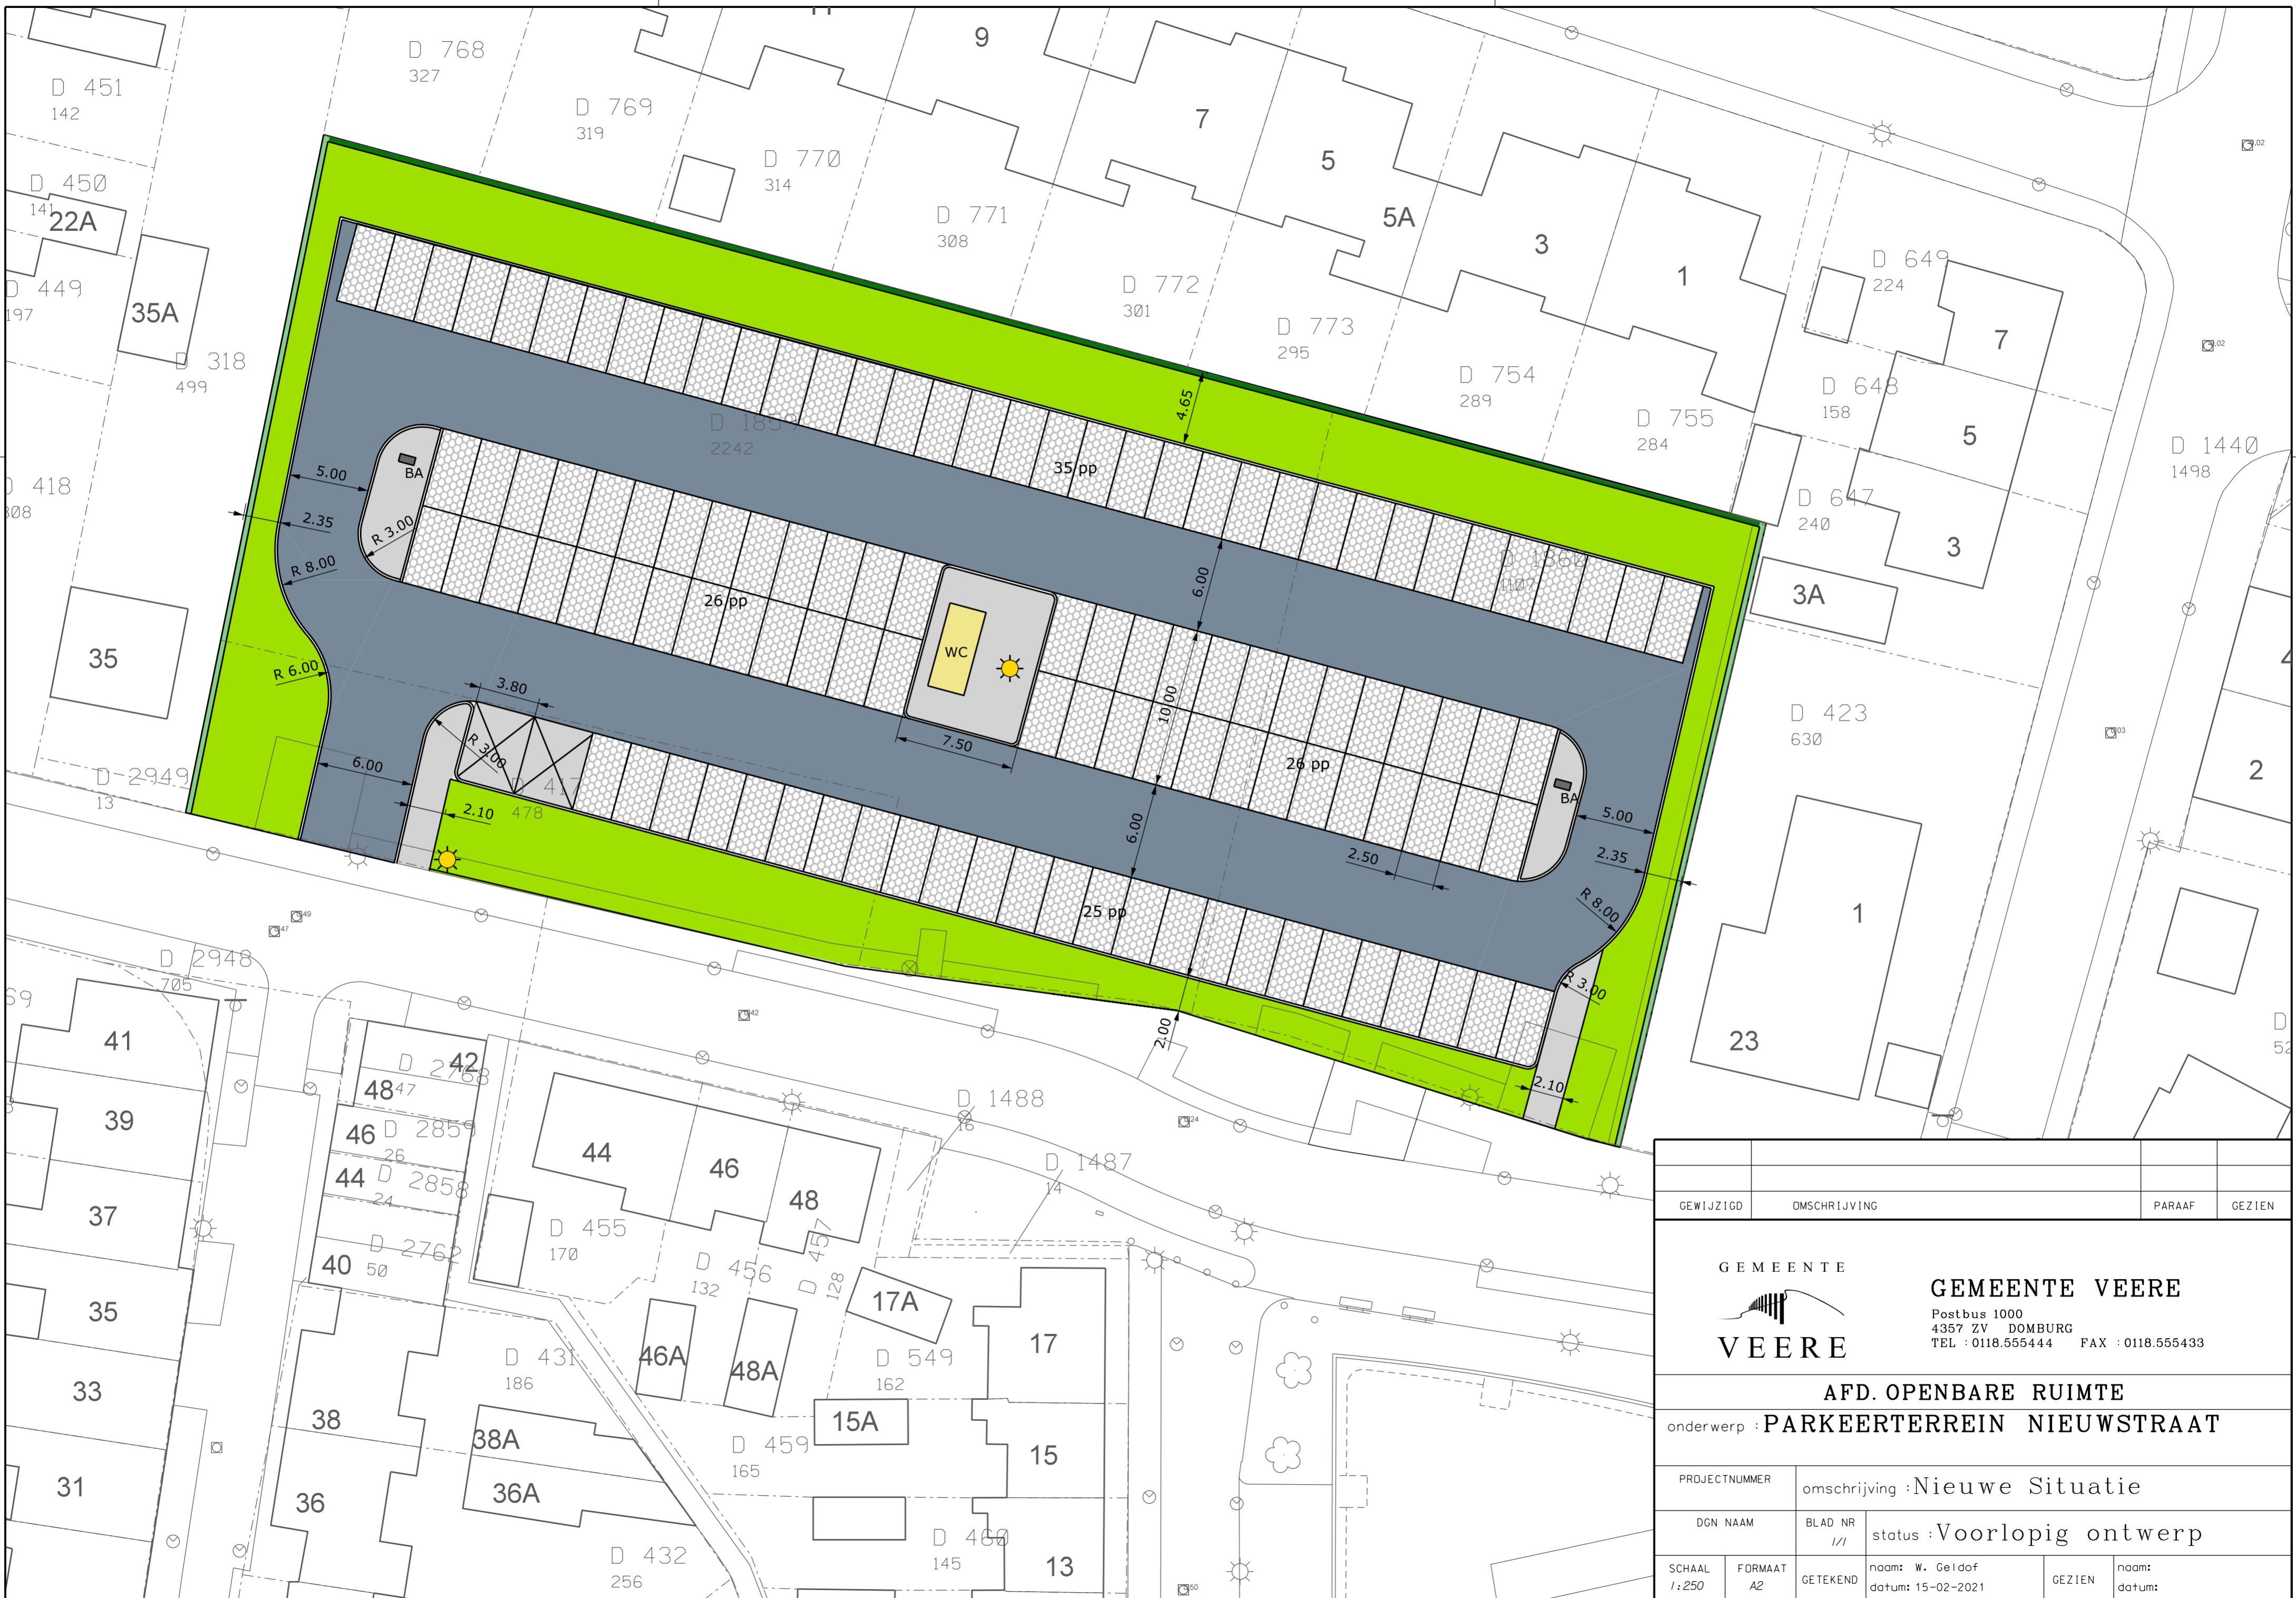 9
D 768
327
D 451
142
D 769
319
7
D 770
314
5
D 450
141
22A
D 771
308
5A
3
1
D 649
224
D 449
197
35A
D 772
301
D 773
295
7
D 318
499
D 754
289
D 648
158
4.65
D 1859
2242
D 755
284
5
D 1440
1498
35 pp
BA
5.00
D 418
308
2.35
R 3.00
D 647
240
3
R 8.00
D 1860
1107
6.00
3A
26 pp
WC
35
R 6.00
3.80
10.00
7.50
D 423
630
R 3.00
6.00
26 pp
2
BA
D 2949
13
D 417
478
2.10
5.00
6.00
2.50
2.35
R 8.00
25 pp
1
D 2948
705
R 3.00
2.00
23
2.10
41
42
D 2768
47
48
39
46
D 2859
26
44
D 2858
24
37
D 2762
50
40
44
46
48
D 1488
16
D 1487
14
D 455
170
D 456
132
D 457
128
17A
35
17
46A
48A
D 549
162
D 431
186
33
38
15A
38A
D 459
165
15
31
36
36A
D 460
145
13
D 432
256
GEWIJZIGD OMSCHRIJVING PARAAF GEZIEN
GEMEENTE
VEERE
GEMEENTE VEERE
Postbus 1000
4357 ZV DOMBURG
TEL : 0118.555444 FAX : 0118.555433
AFD. OPENBARE RUIMTE
onderwerp : PARKEERTERREIN NIEUWSTRAAT
PROJECTNUMMER
omschrijving : Nieuwe Situatie
DGN NAAM
BLAD NR
1/1
status : Voorlopig ontwerp
SCHAAL
1:250
FORMAAT
A2
GETEKEND
naam: W. Geldof
datum: 15-02-2021
GEZIEN
naam:
datum: